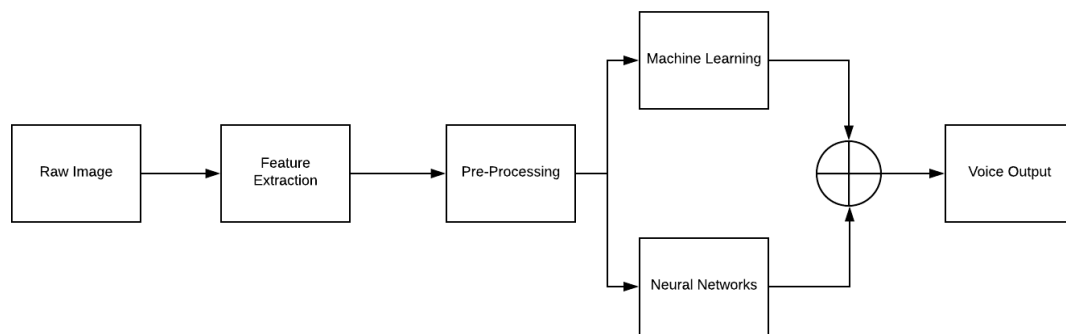 Machine Learning
Raw Image
Feature
Extraction
Pre-Processing
Voice Output
Neural Networks